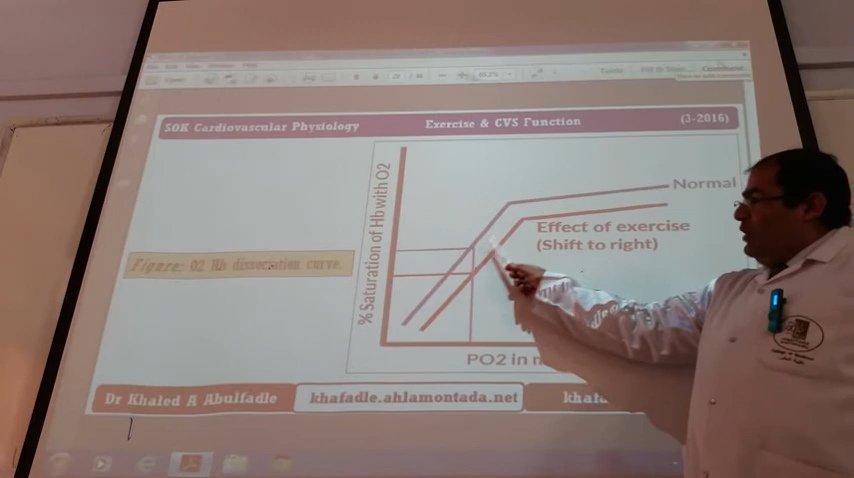 SOK Cardiovascular Physiology Exercise & CVS Function (3-2016)
% Saturation of Hb with O2
Normal
Effect of exercise
(Shift to right)
Figure: O2 Hb dissociation curve.
PO2 in
Dr Khaled A Abulfadle khafadle.ahlamontada.net khafa